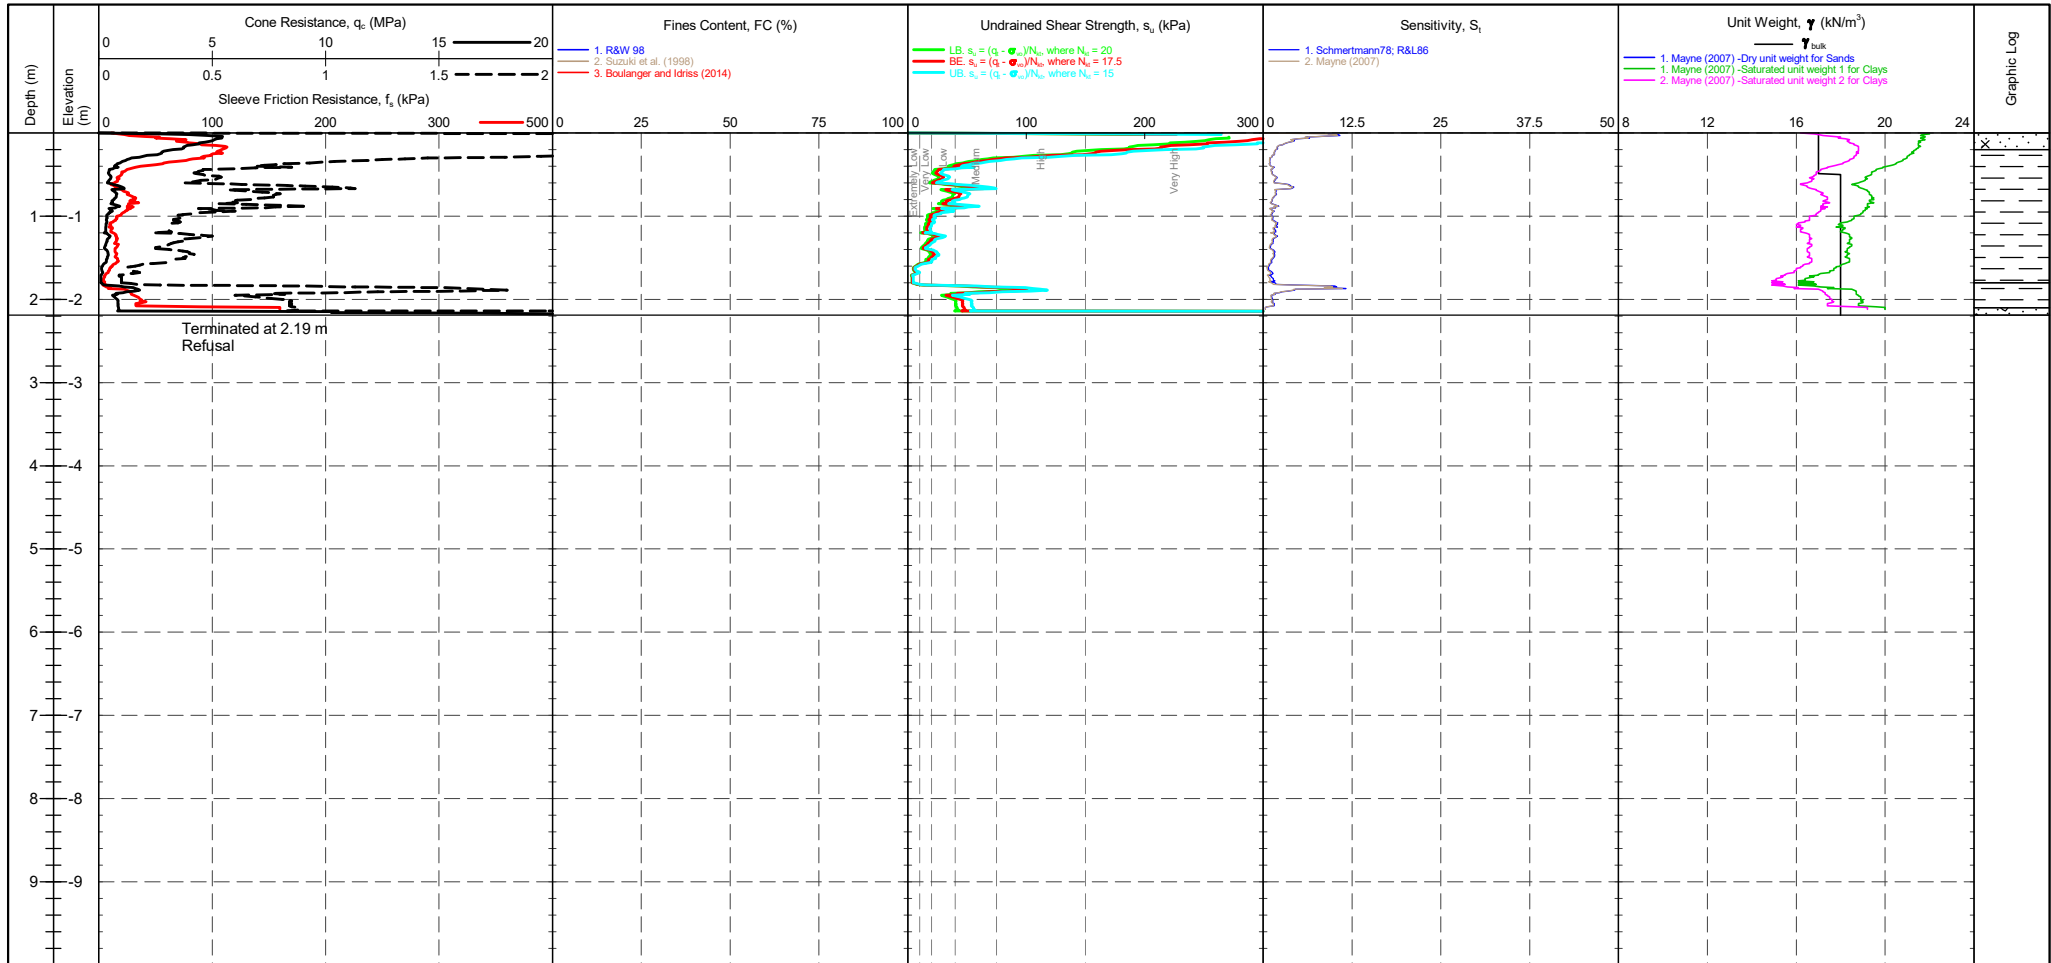 Depth (m)
Elevation (m)
Cone Resistance, qc (MPa)
0 5 10 15 20
0 0.5 1 1.5 2
Sleeve Friction Resistance, fs (kPa)
0 100 200 300 500
Fines Content, FC (%)
1. R&W 98
2. Suzuki et al. (1998)
3. Boulanger and Idriss (2014)
0 25 50 75 100
Undrained Shear Strength, su (kPa)
LB. su = (qt - σvo)/Nkt, where Nkt = 20
BE. su = (qt - σvo)/Nkt, where Nkt = 17.5
UB. su = (qt - σvo)/Nkt, where Nkt = 15
0 100 200 300
Extremely Low
Very Low
Low
Medium
High
Very High
Sensitivity, St
1. Schmertmann78; R&L86
2. Mayne (2007)
0 12.5 25 37.5 50
Unit Weight, γ (kN/m³)
γbulk
1. Mayne (2007) -Dry unit weight for Sands
1. Mayne (2007) -Saturated unit weight 1 for Clays
2. Mayne (2007) -Saturated unit weight 2 for Clays
8 12 16 20 24
Graphic Log
1 -1
2 -2
Terminated at 2.19 m
Refusal
3 -3
4 -4
5 -5
6 -6
7 -7
8 -8
9 -9